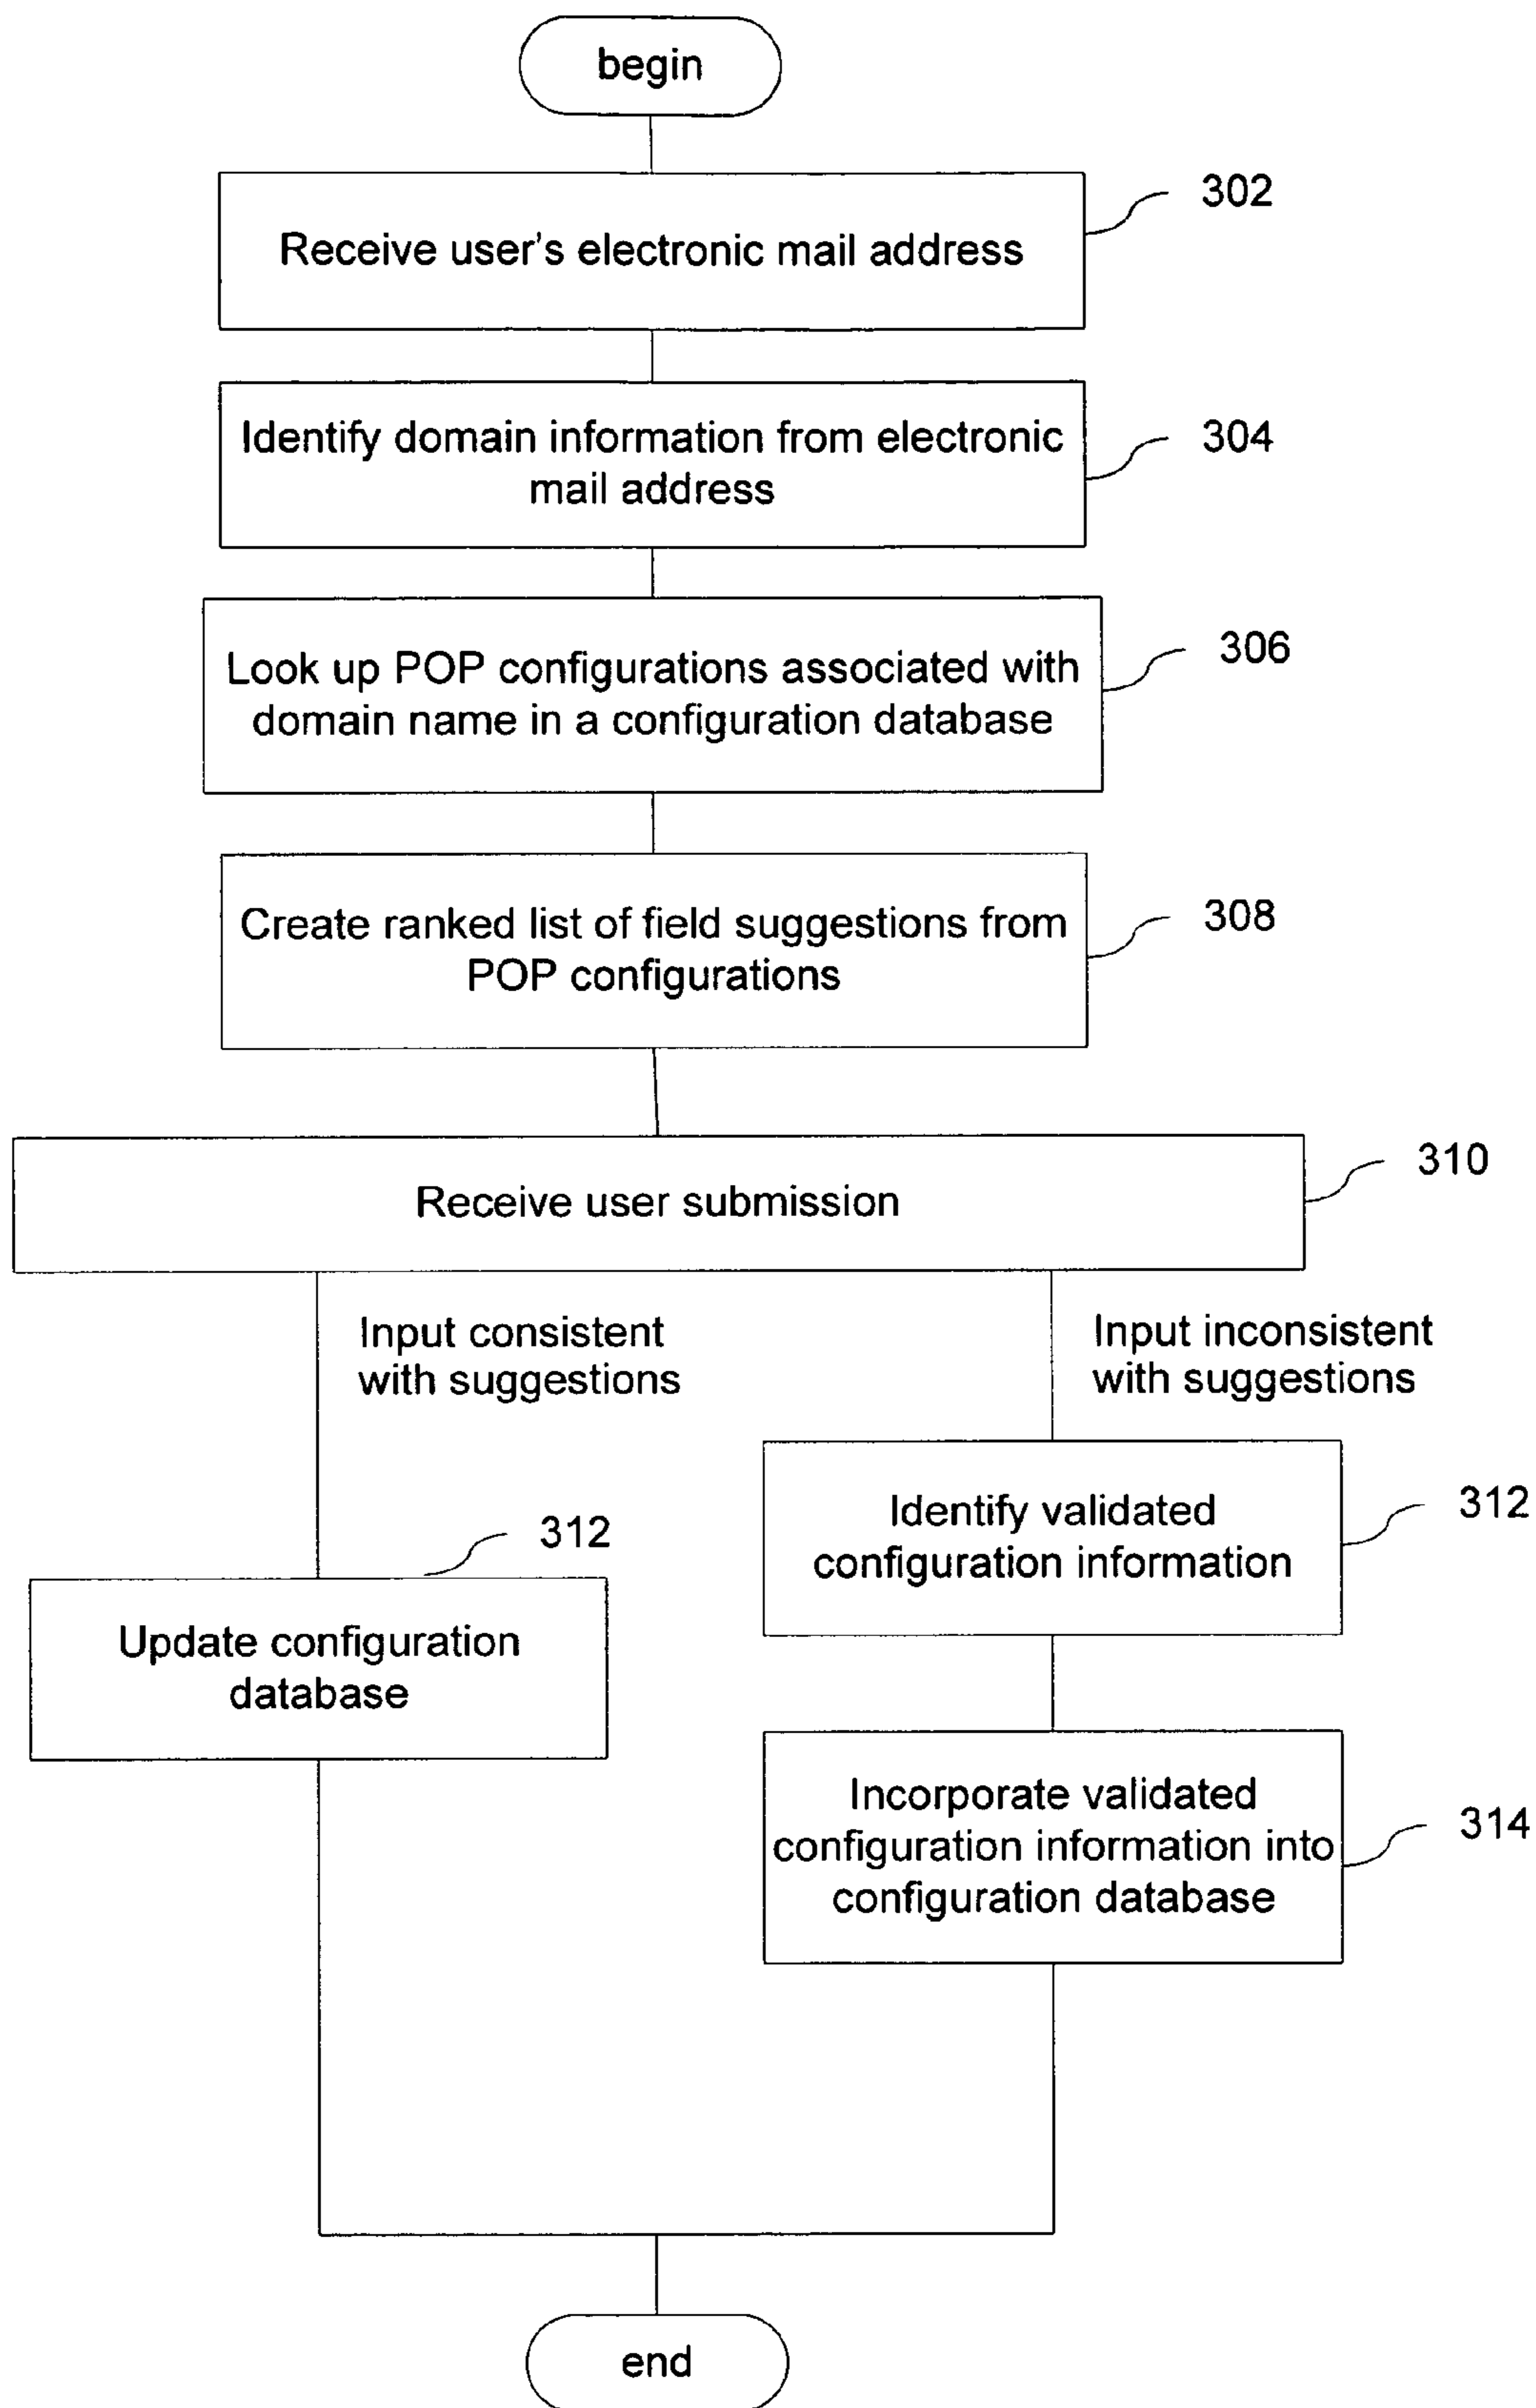 begin
302
Receive user's electronic mail address
304
Identify domain information from electronic
mail address
306
Look up POP configurations associated with
domain name in a configuration database
308
Create ranked list of field suggestions from
POP configurations
310
Receive user submission
Input consistent
with suggestions
Input inconsistent
with suggestions
312
Identify validated
configuration information
312
Update configuration
database
314
Incorporate validated
configuration information into
configuration database
end